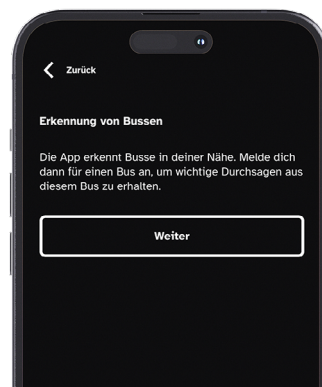 Zurück
Erkennung von Bussen
Die App erkennt Busse in deiner Nähe. Melde dich
dann für einen Bus an, um wichtige Durchsagen aus
diesem Bus zu erhalten.
Weiter